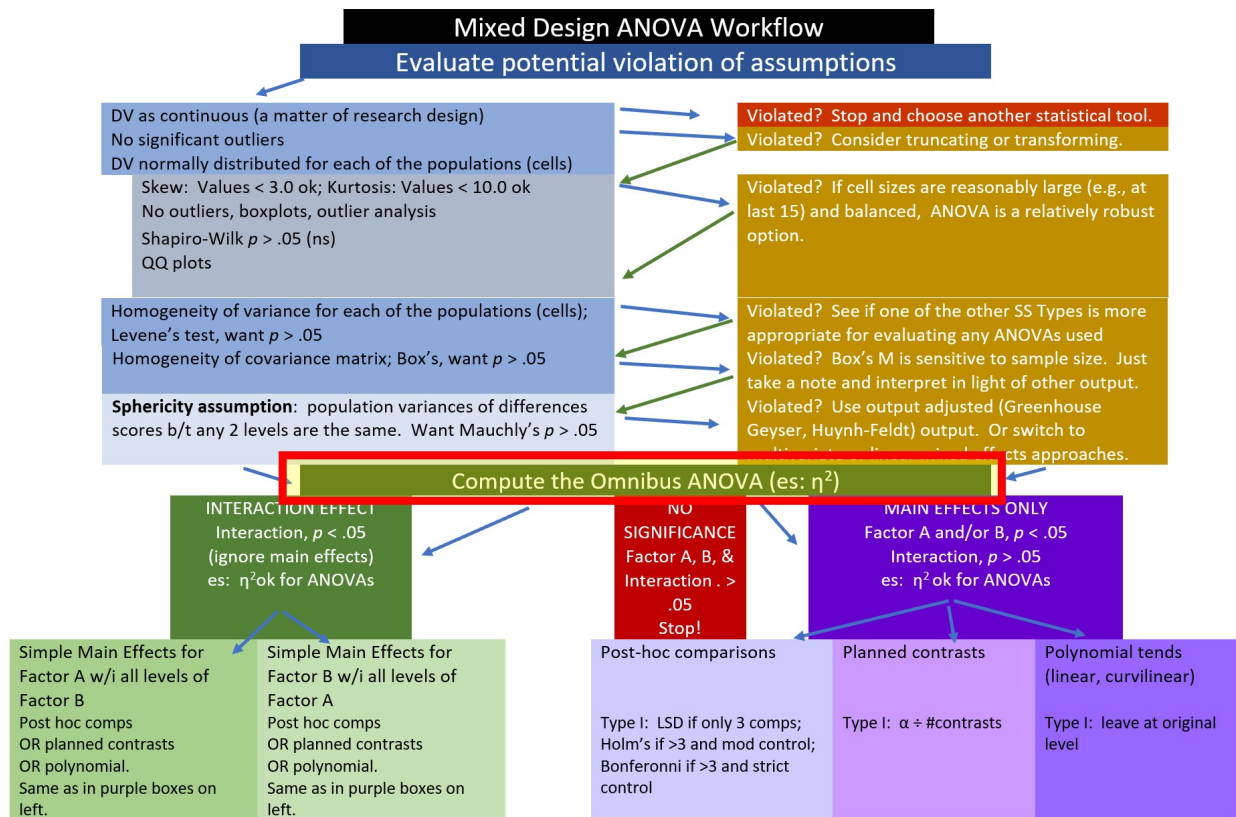 Mixed Design ANOVA Workflow
Evaluate potential violation of assumptions
DV as continuous (a matter of research design)
No significant outliers
DV normally distributed for each of the populations (cells)
Violated? Stop and choose another statistical tool.
Violated? Consider truncating or transforming.
Skew: Values < 3.0 ok; Kurtosis: Values < 10.0 ok
No outliers, boxplots, outlier analysis
Shapiro-Wilk p > .05 (ns)
QQ plots
Violated? If cell sizes are reasonably large (e.g., at
last 15) and balanced, ANOVA is a relatively robust
option.
Homogeneity of variance for each of the populations (cells);
Levene's test, want p > .05
Homogeneity of covariance matrix; Box's, want p > .05
Violated? See if one of the other SS Types is more
appropriate for evaluating any ANOVAs used
Violated? Box's M is sensitive to sample size. Just
take a note and interpret in light of other output.
Sphericity assumption: population variances of differences
scores b/t any 2 levels are the same. Want Mauchly's p > .05
Violated? Use output adjusted (Greenhouse
Geyser, Huynh-Feldt) output. Or switch to
effects approaches.
Compute the Omnibus ANOVA (es: η²)
INTERACTION EFFECT
Interaction, p < .05
(ignore main effects)
es: η² ok for ANOVAs
NO
SIGNIFICANCE
Factor A, B, &
Interaction . >
.05
Stop!
MAIN EFFECTS ONLY
Factor A and/or B, p < .05
Interaction, p > .05
es: η² ok for ANOVAs
Simple Main Effects for
Factor A w/i all levels of
Factor B
Post hoc comps
OR planned contrasts
OR polynomial.
Same as in purple boxes on
left.
Simple Main Effects for
Factor B w/i all levels of
Factor A
Post hoc comps
OR planned contrasts
OR polynomial.
Same as in purple boxes on
left.
Post-hoc comparisons
Type I: LSD if only 3 comps;
Holm's if >3 and mod control;
Bonferonni if >3 and strict
control
Planned contrasts
Type I: α ÷ #contrasts
Polynomial tends
(linear, curvilinear)
Type I: leave at original
level